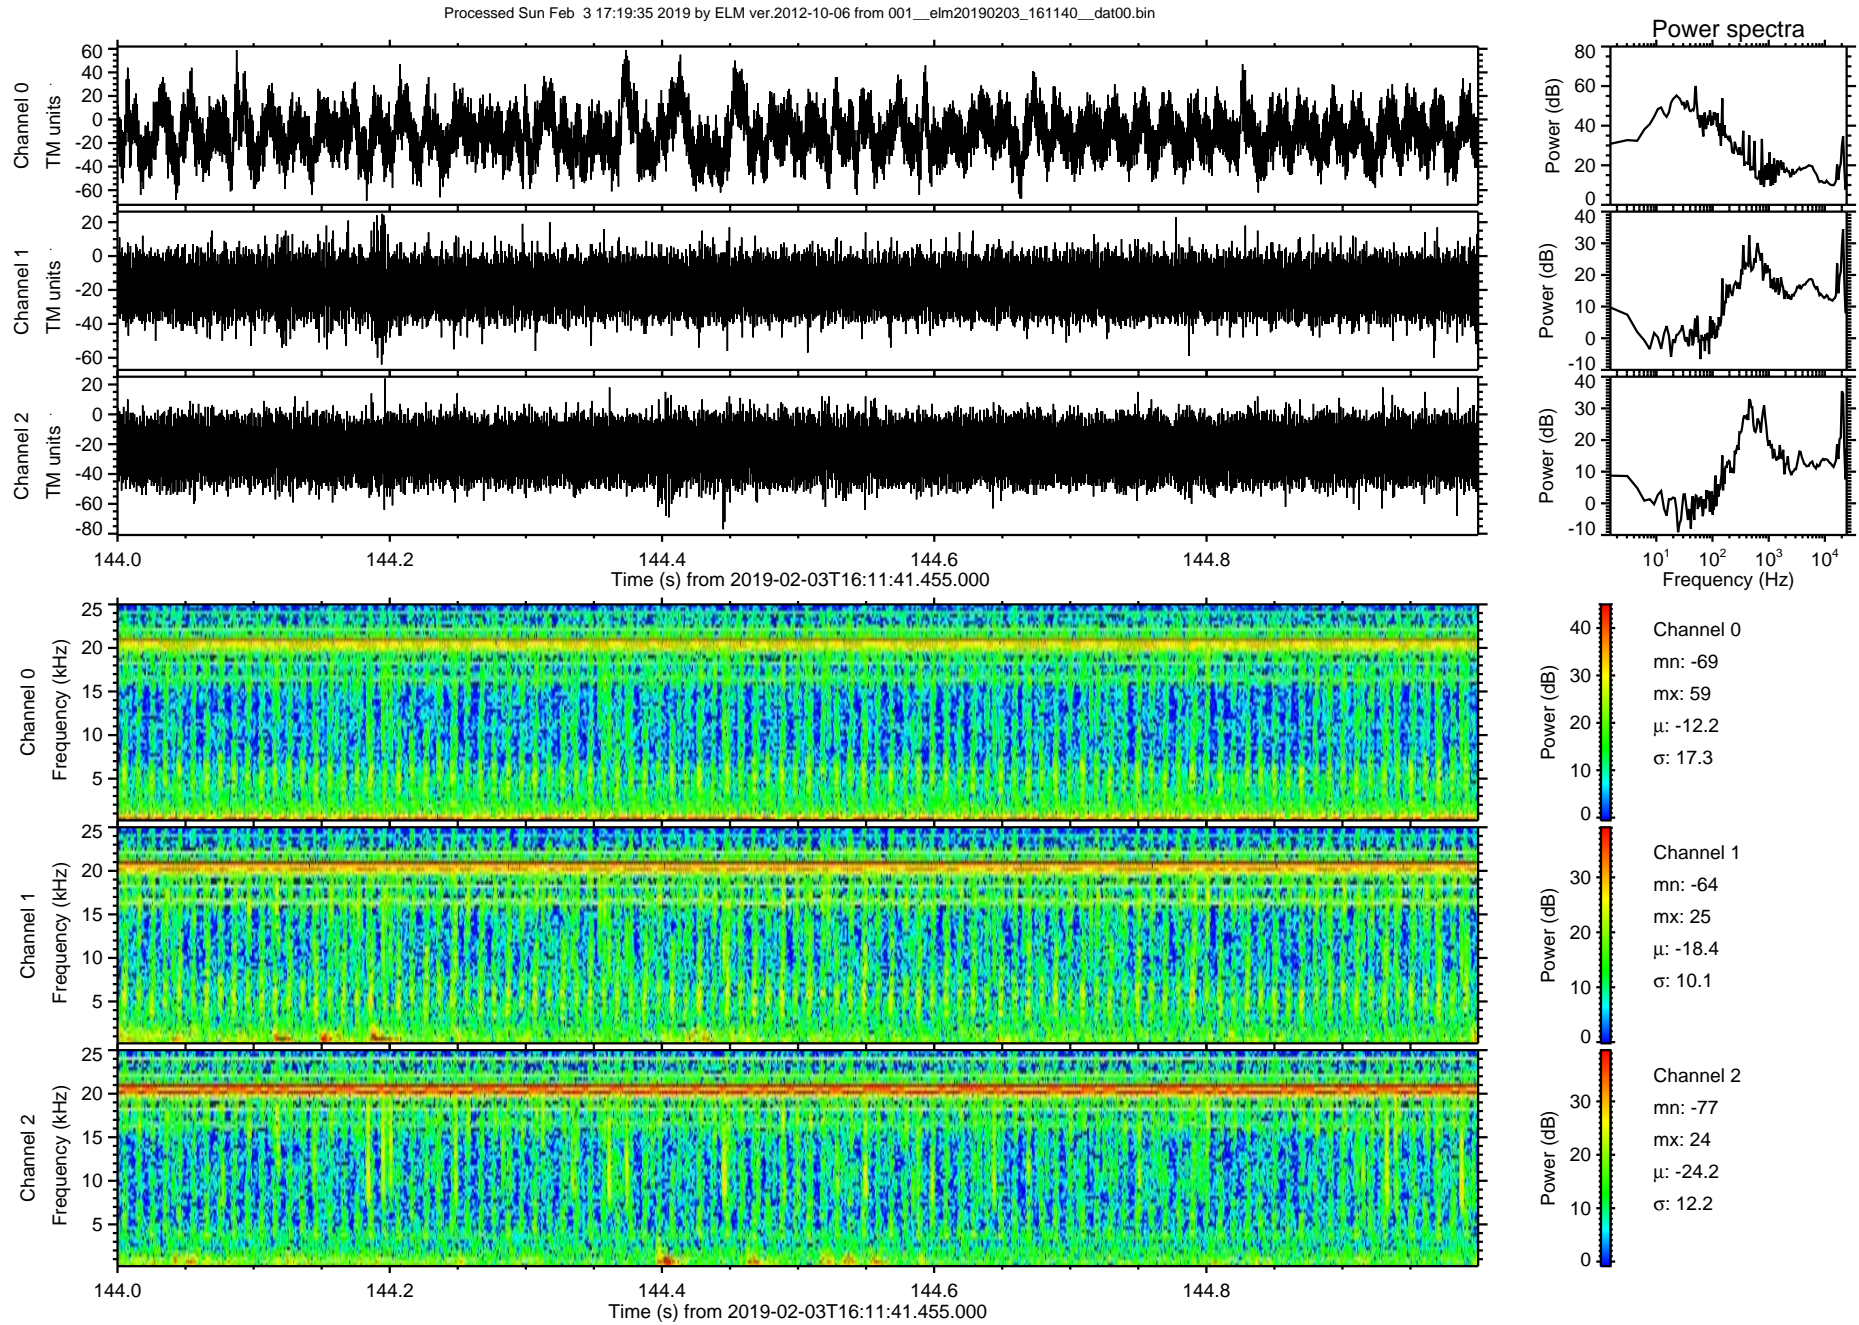 Processed Sun Feb  3 17:19:35 2019 by ELM ver.2012-10-06 from 001__elm20190203_161140__dat00.bin
Power spectra
Channel 0
TM units
60
40
20
0
-20
-40
-60
Power (dB)
80
60
40
20
0
Channel 1
TM units
20
0
-20
-40
-60
Power (dB)
40
30
20
10
0
-10
Channel 2
TM units
20
0
-20
-40
-60
-80
Power (dB)
40
30
20
10
0
-10
144.0 144.2 144.4 144.6 144.8
Time (s) from 2019-02-03T16:11:41.455.000
10^1 10^2 10^3 10^4
Frequency (Hz)
Channel 0
Frequency (kHz)
25
20
15
10
5
Power (dB)
40
30
20
10
0
Channel 0
mn: -69
mx: 59
μ: -12.2
σ: 17.3
Channel 1
Frequency (kHz)
25
20
15
10
5
Power (dB)
30
20
10
0
Channel 1
mn: -64
mx: 25
μ: -18.4
σ: 10.1
Channel 2
Frequency (kHz)
25
20
15
10
5
Power (dB)
30
20
10
0
Channel 2
mn: -77
mx: 24
μ: -24.2
σ: 12.2
144.0 144.2 144.4 144.6 144.8
Time (s) from 2019-02-03T16:11:41.455.000